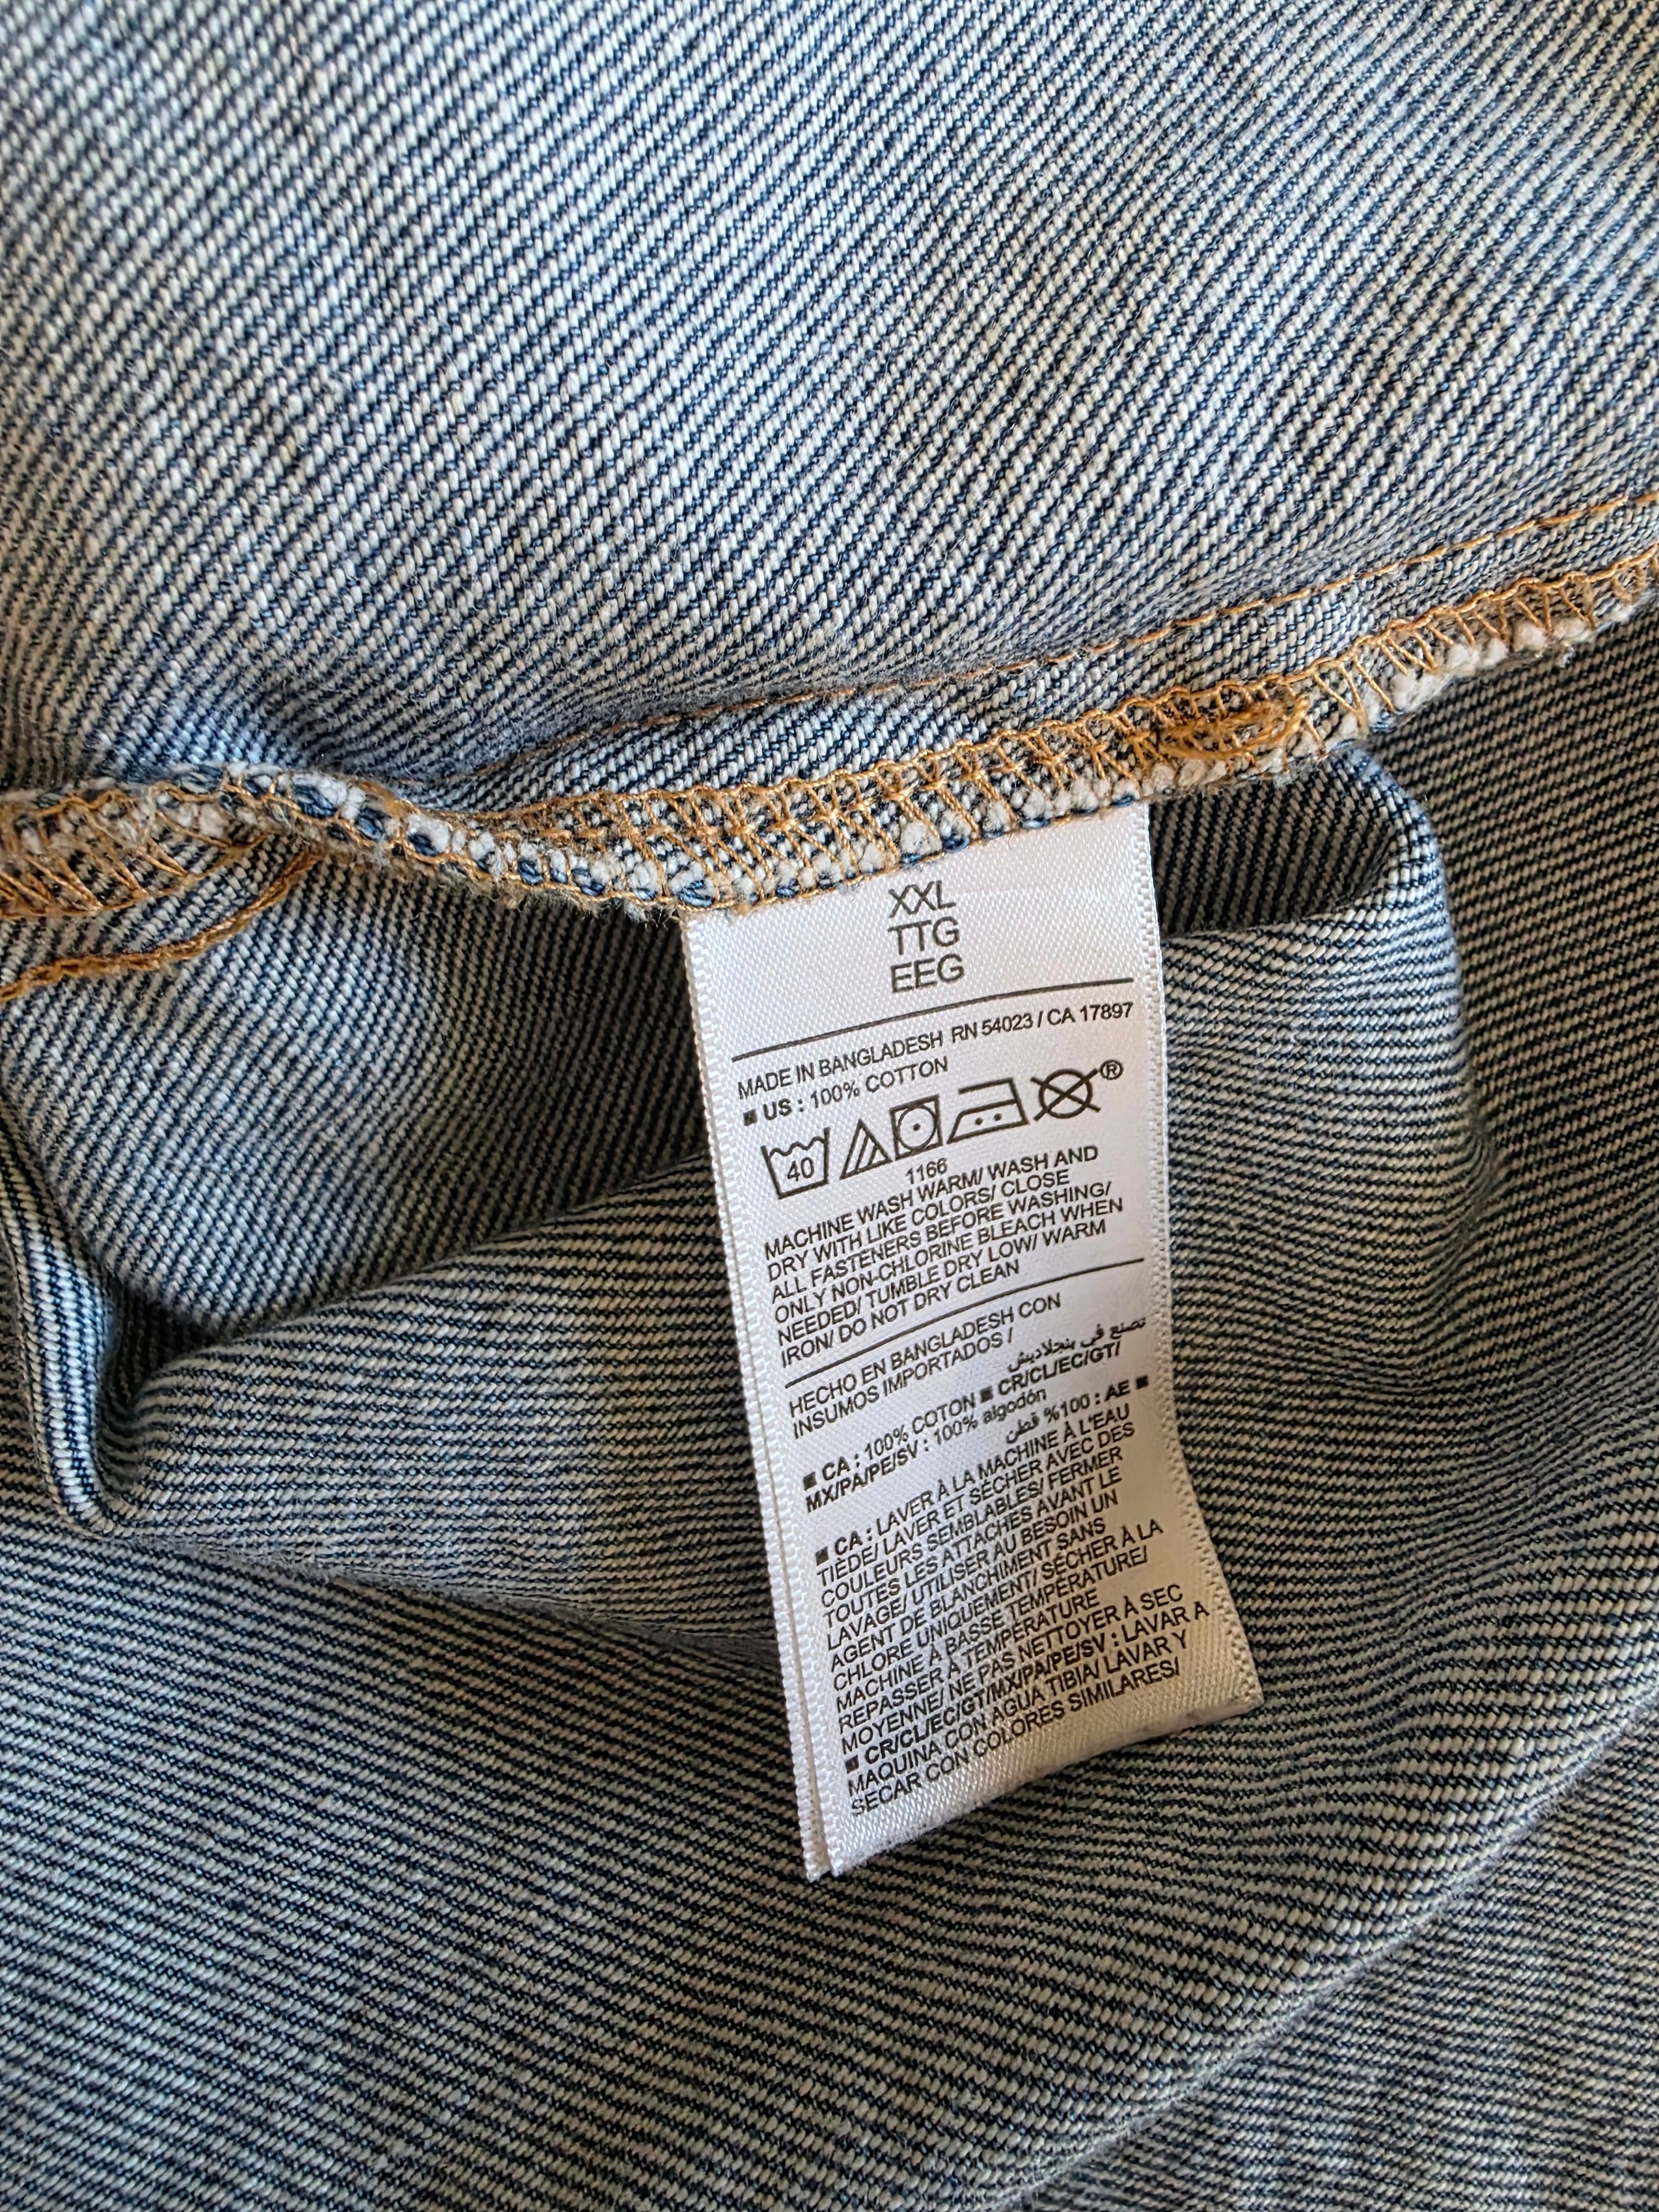 XXL
TTG
EEG
MADE IN BANGLADESH RN 54023 / CA 17897
■ US : 100% COTTON
40 ®
1166
MACHINE WASH WARM/ WASH AND
DRY WITH LIKE COLORS/ CLOSE
ALL FASTENERS BEFORE WASHING/
ONLY NON-CHLORINE BLEACH WHEN
NEEDED/ TUMBLE DRY LOW/ WARM
IRON/ DO NOT DRY CLEAN
HECHO EN BANGLADESH CON
INSUMOS IMPORTADOS /
تصنع في بنجلاديش
■ CA : 100% COTON ■ CR/CL/EC/GT/
MX/PA/PE/SV : 100% algodón
■ AE : 100% قطن
■ CA : LAVER À LA MACHINE À L'EAU
TIÈDE/ LAVER ET SÉCHER AVEC DES
COULEURS SEMBLABLES/ FERMER
TOUTES LES ATTACHES AVANT LE
LAVAGE/ UTILISER AU BESOIN UN
AGENT DE BLANCHIMENT SANS
CHLORE UNIQUEMENT/ SÉCHER À LA
MACHINE À BASSE TEMPÉRATURE/
REPASSER À TEMPÉRATURE
MOYENNE/ NE PAS NETTOYER À SEC
■ CR/CL/EC/GT/MX/PA/PE/SV : LAVAR A
MAQUINA CON AGUA TIBIA/ LAVAR Y
SECAR CON COLORES SIMILARES/